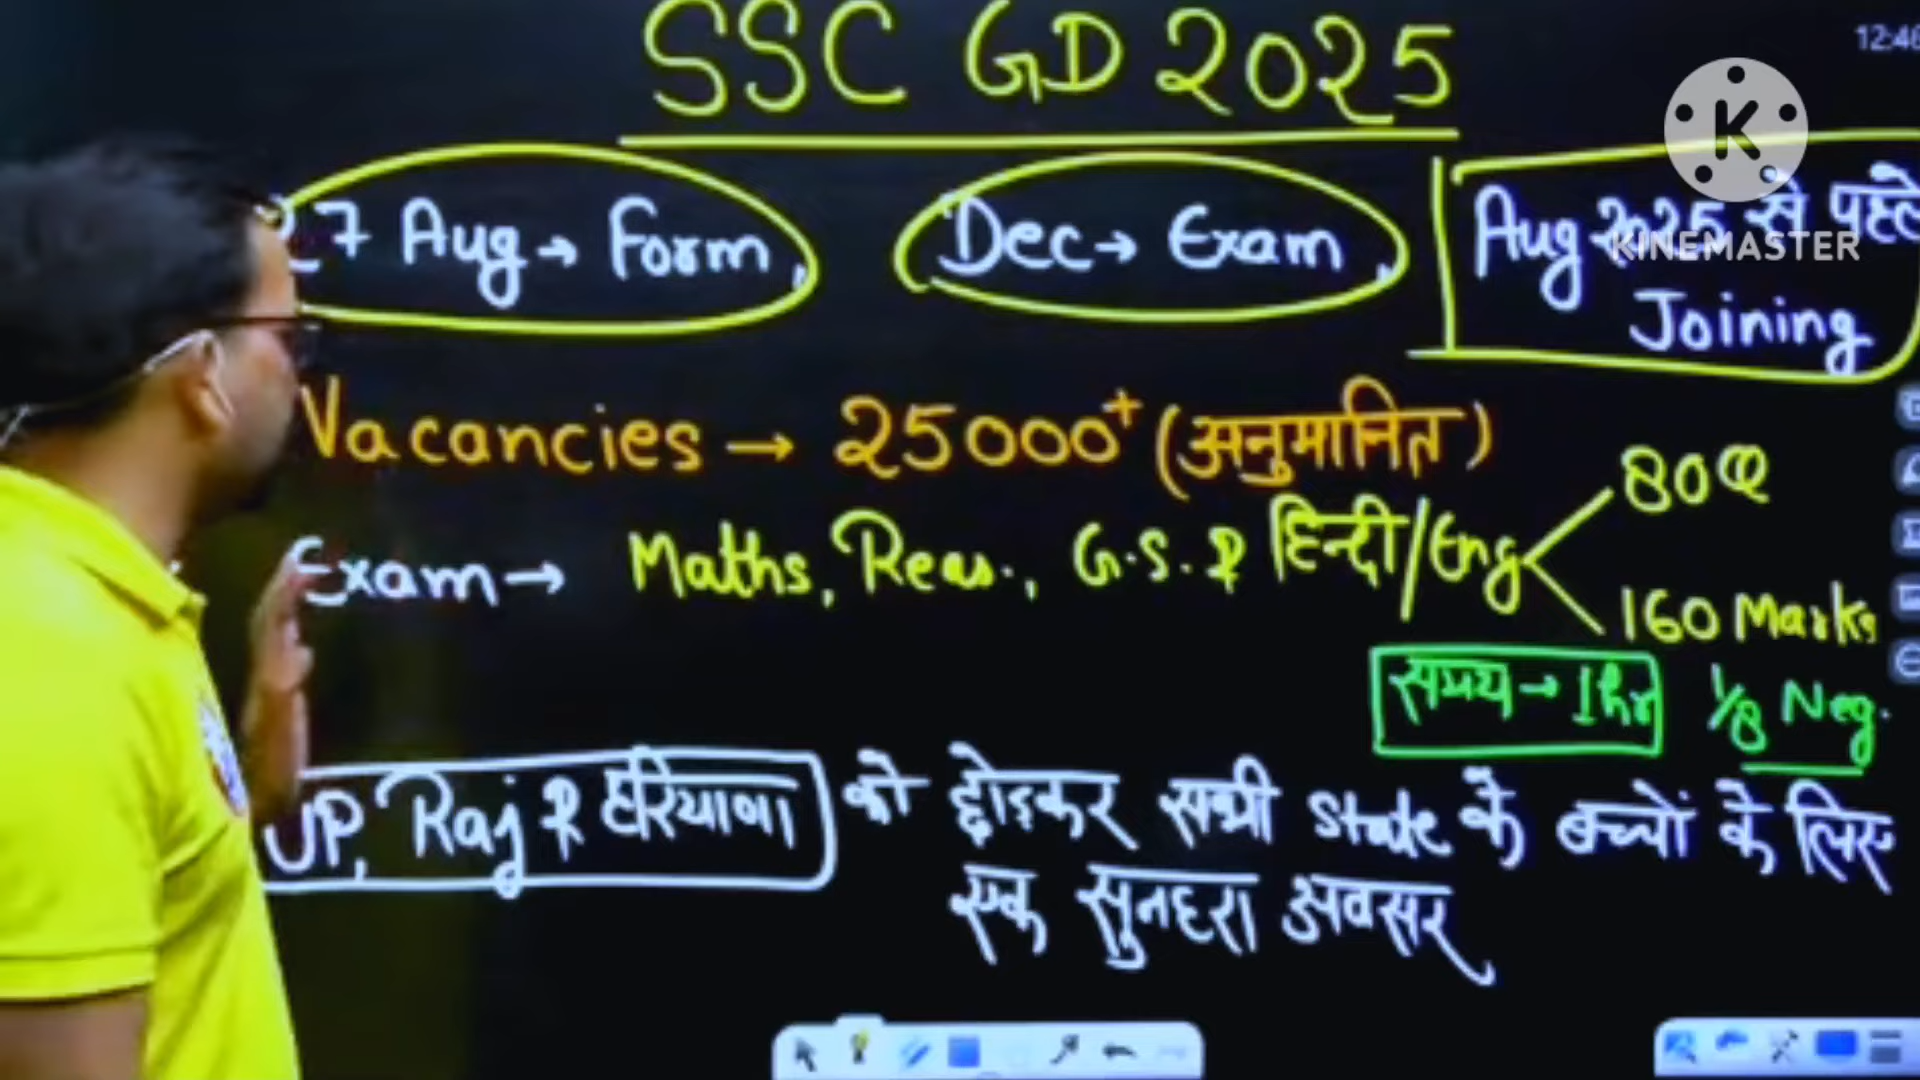 SSC GD 2025
12:46
27 Aug → Form,
Dec → Exam,
Aug 2025 से पहले
Joining
KINEMASTER
Vacancies → 25000+ (अनुमानित)
Exam → Maths, Reas., G.S. & हिन्दी/Eng
80Q
160 Marks
समय → 1hr
1/8 Neg.
UP, Raj & हरियाणा को छोड़कर सभी State के बच्चों के लिए
एक सुनहरा अवसर